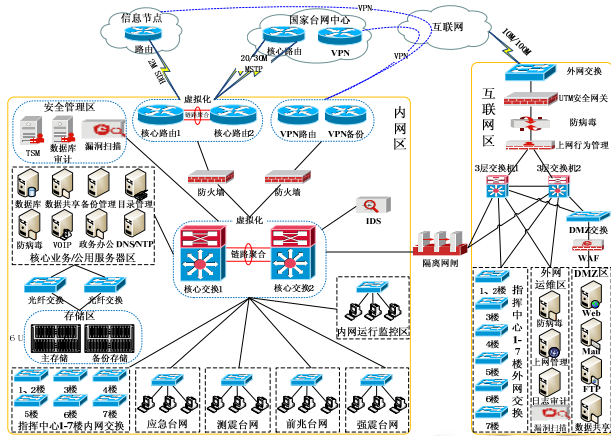 信息节点
路由
国家台网中心
核心路由
VPN
VPN
VPN
互联网
10M/100M
2M SDH
20/30M
MSTP
外网交换
UTM安全网关
防病毒
上网行为管理
互联网区
内网区
安全管理区
TSM
数据库
审计
漏洞扫描
虚拟化
链路聚合
核心路由1
核心路由2
VPN路由
VPN备份
防火墙
防火墙
IDS
数据库
数据共享
备份管理
目录管理
防病毒
VOIP
政务办公
DNS/NTP
核心业务/公用服务器区
虚拟化
链路聚合
核心交换1
核心交换2
隔离网闸
3层交换机1
3层交换机2
DMZ交换
WAF
光纤交换
光纤交换
存储区
6 U
主存储
备份存储
内网运行监控区
1、2楼
3楼
4楼
5楼
6楼
7楼
指挥中心1-7楼内网交换
应急台网
测震台网
前兆台网
强震台网
1、2楼
3楼
4楼
5楼
6楼
7楼
指挥中心1-7楼外网交换
外网运维区
防病毒
上网管理
日志审计
漏洞扫描
DMZ区
Web
Mail
FTP
数据共享